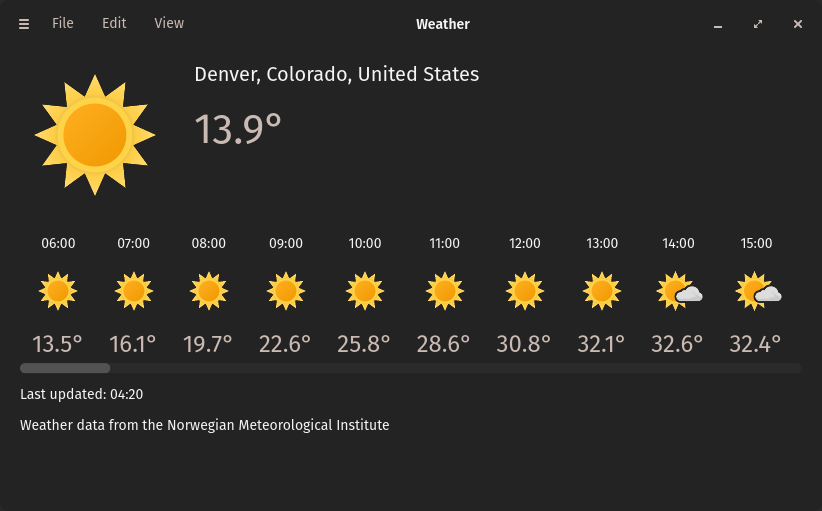 File Edit View Weather
Denver, Colorado, United States
13.9°
06:00 07:00 08:00 09:00 10:00 11:00 12:00 13:00 14:00 15:00
13.5° 16.1° 19.7° 22.6° 25.8° 28.6° 30.8° 32.1° 32.6° 32.4°
Last updated: 04:20
Weather data from the Norwegian Meteorological Institute